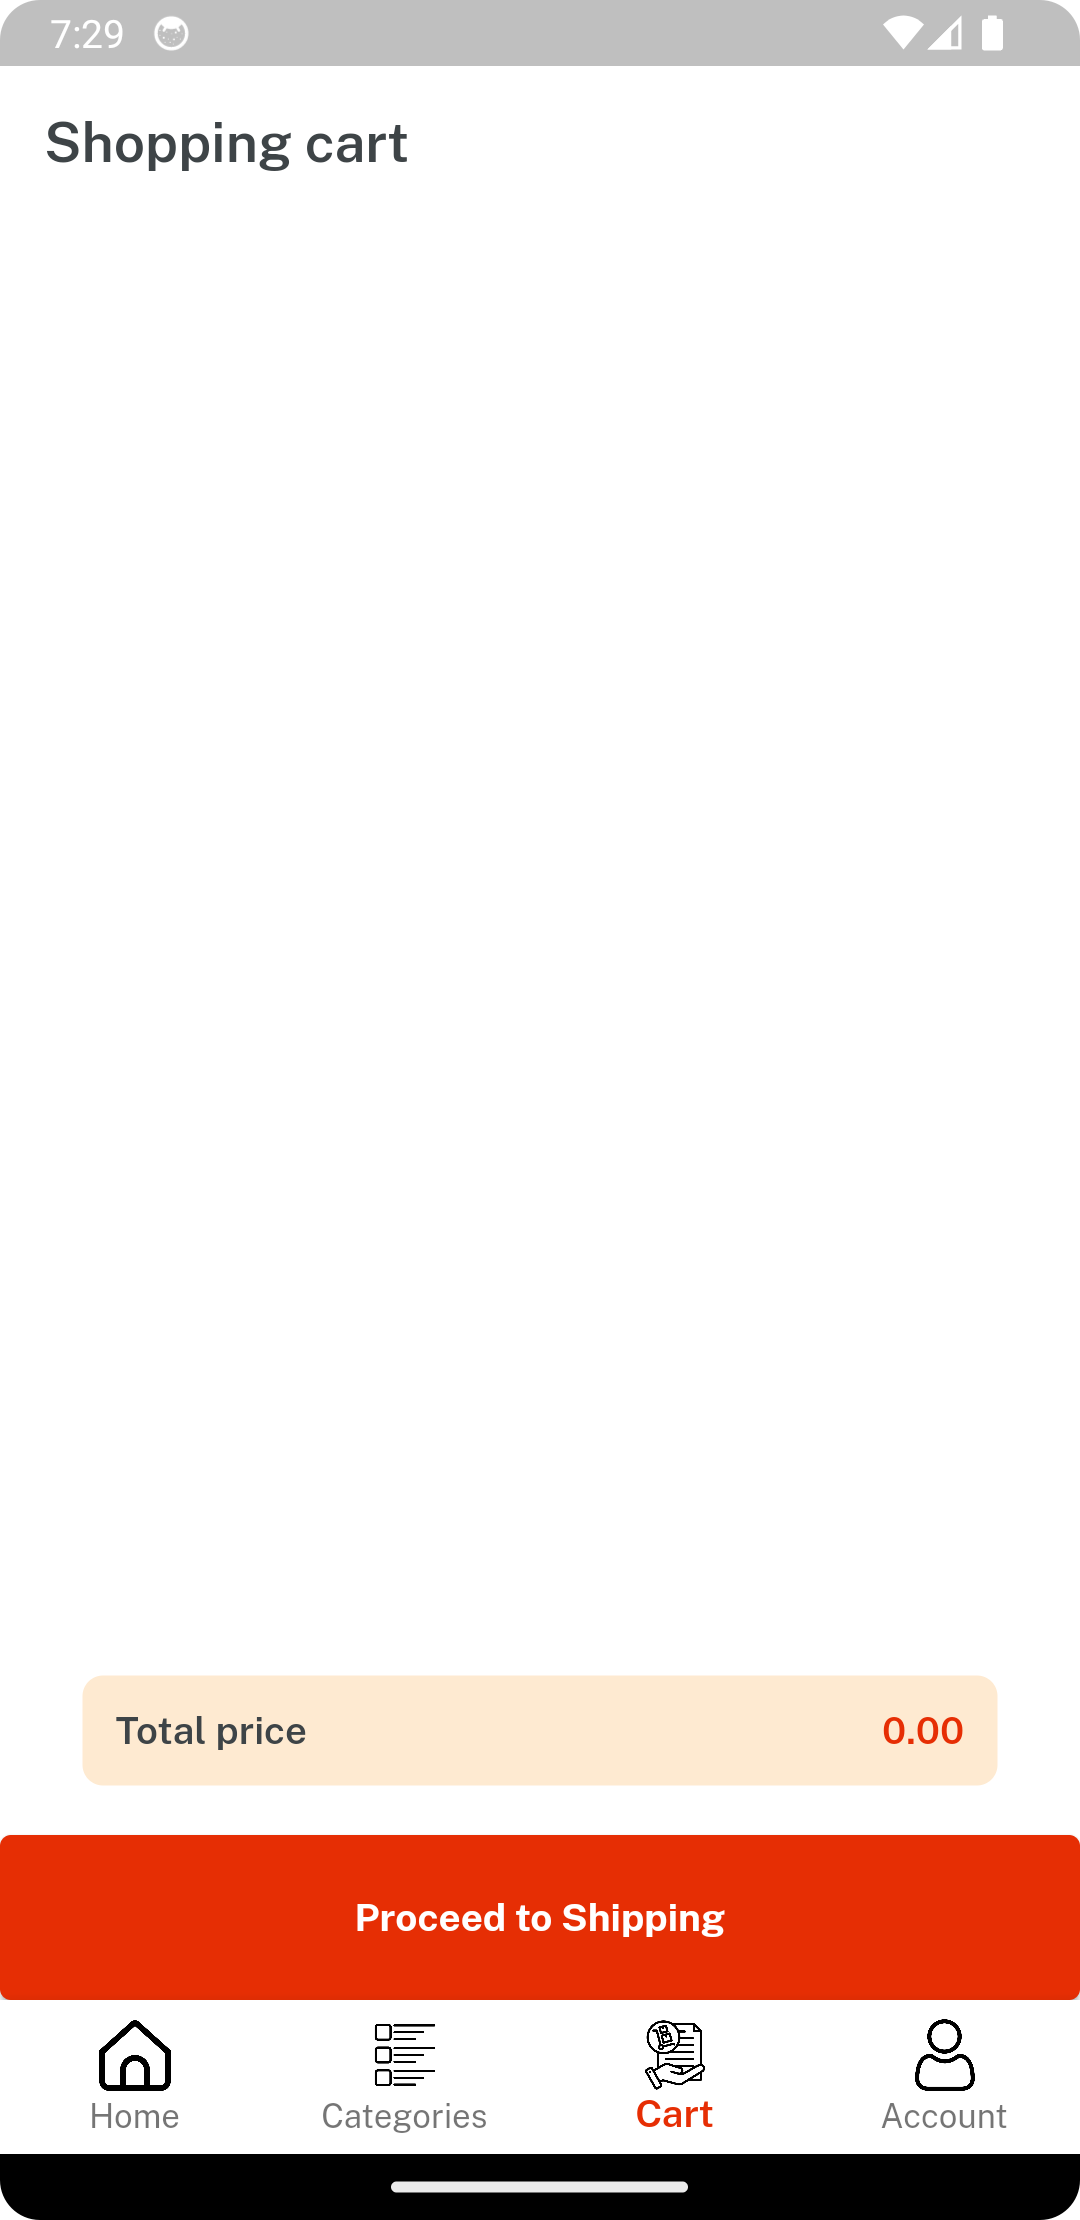 7:29
Shopping cart
Total price 0.00
Proceed to Shipping
Home Categories Cart Account